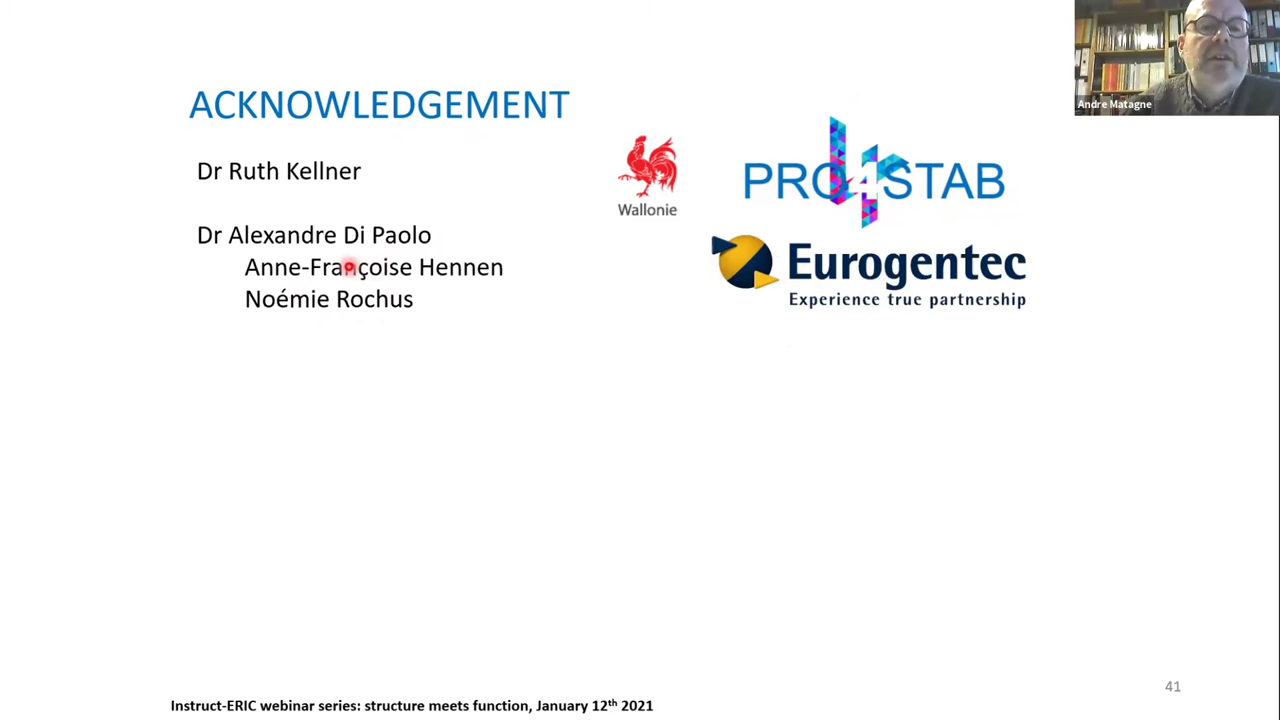 Andre Matagne
ACKNOWLEDGEMENT
Dr Ruth Kellner
Dr Alexandre Di Paolo
Anne-Françoise Hennen
Noémie Rochus
Wallonie
PRO4STAB
Eurogentec
Experience true partnership
41
Instruct-ERIC webinar series: structure meets function, January 12th 2021